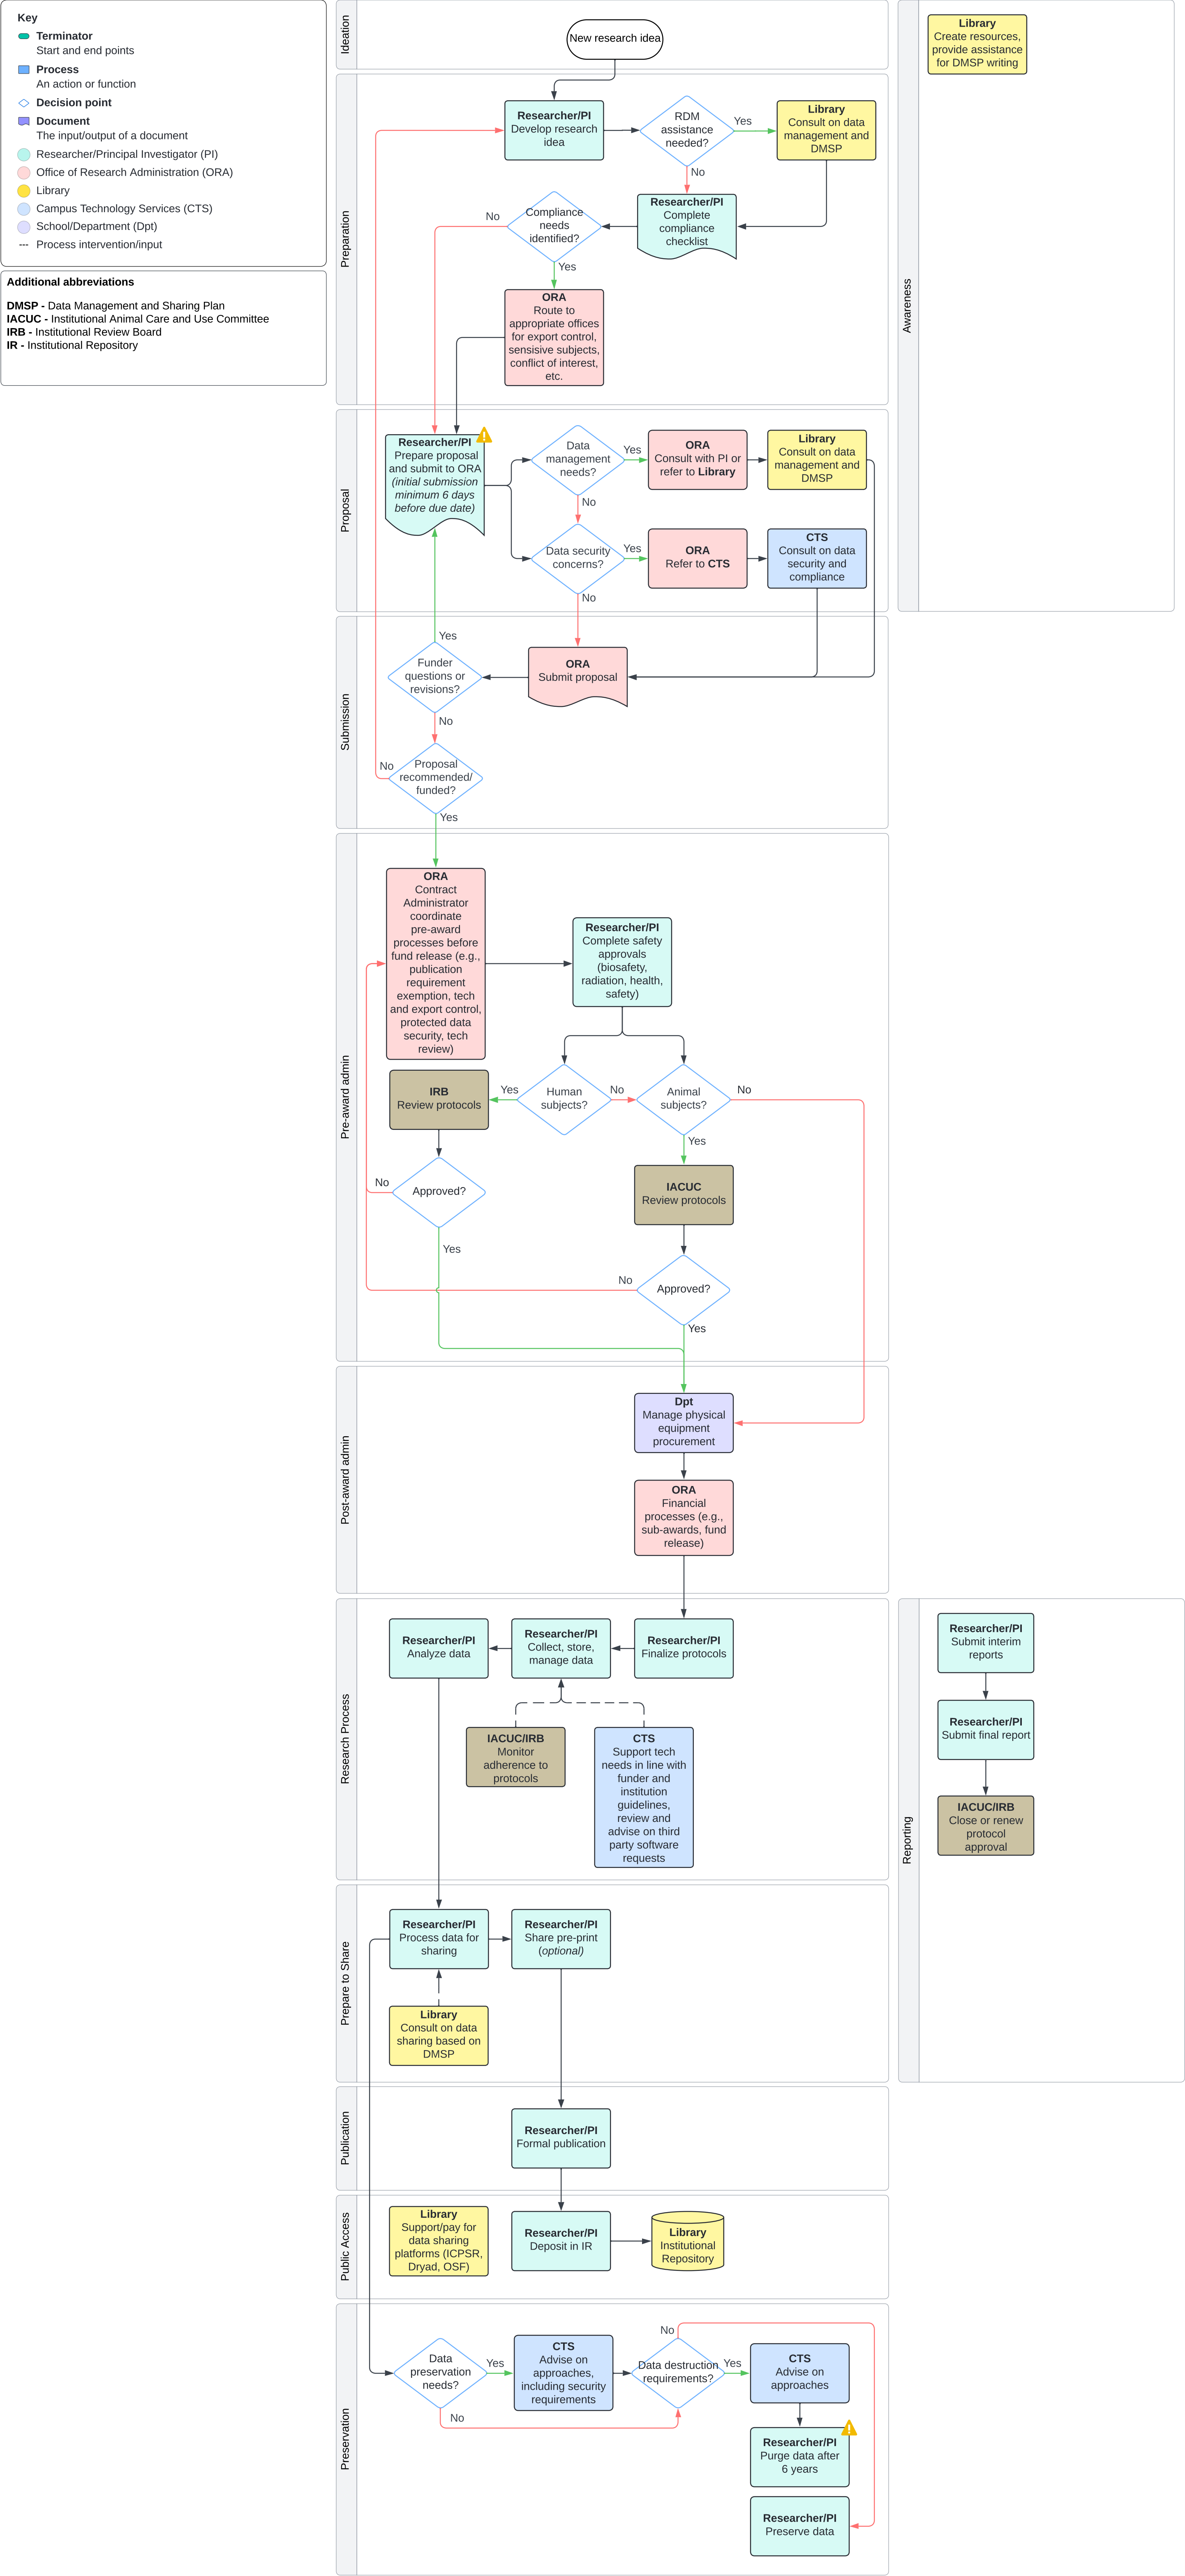 Key
Terminator
Start and end points
Process
An action or function
Decision point
Document
The input/output of a document
Researcher/Principal Investigator (PI)
Office of Research Administration (ORA)
Library
Campus Technology Services (CTS)
School/Department (Dpt)
Process intervention/input
Additional abbreviations
DMSP - Data Management and Sharing Plan
IACUC - Institutional Animal Care and Use Committee
IRB - Institutional Review Board
IR - Institutional Repository
Ideation
New research idea
Awareness
Library
Create resources,
provide assistance
for DMSP writing
Preparation
Researcher/PI
Develop research
idea
RDM
assistance
needed?
Yes
Library
Consult on data
management and
DMSP
No
Researcher/PI
Complete
compliance
checklist
Compliance
needs
identified?
No
Yes
ORA
Route to
appropriate offices
for export control,
sensisive subjects,
conflict of interest,
etc.
Proposal
Researcher/PI
Prepare proposal
and submit to ORA
(initial submission
minimum 6 days
before due date)
Data
management
needs?
Yes
ORA
Consult with PI or
refer to Library
Library
Consult on data
management and
DMSP
No
Data security
concerns?
Yes
ORA
Refer to CTS
CTS
Consult on data
security and
compliance
No
Submission
Yes
Funder
questions or
revisions?
ORA
Submit proposal
No
Proposal
recommended/
funded?
No
Yes
Pre-award admin
ORA
Contract
Administrator
coordinate
pre-award
processes before
fund release (e.g.,
publication
requirement
exemption, tech
and export control,
protected data
security, tech
review)
Researcher/PI
Complete safety
approvals
(biosafety,
radiation, health,
safety)
IRB
Review protocols
Yes
Human
subjects?
No
Animal
subjects?
No
Yes
Approved?
No
Yes
IACUC
Review protocols
Approved?
No
Yes
Post-award admin
Dpt
Manage physical
equipment
procurement
ORA
Financial
processes (e.g.,
sub-awards, fund
release)
Research Process
Researcher/PI
Analyze data
Researcher/PI
Collect, store,
manage data
Researcher/PI
Finalize protocols
IACUC/IRB
Monitor
adherence to
protocols
CTS
Support tech
needs in line with
funder and
institution
guidelines,
review and
advise on third
party software
requests
Reporting
Researcher/PI
Submit interim
reports
Researcher/PI
Submit final report
IACUC/IRB
Close or renew
protocol
approval
Prepare to Share
Researcher/PI
Process data for
sharing
Researcher/PI
Share pre-print
(optional)
Library
Consult on data
sharing based on
DMSP
Publication
Researcher/PI
Formal publication
Public Access
Library
Support/pay for
data sharing
platforms (ICPSR,
Dryad, OSF)
Researcher/PI
Deposit in IR
Library
Institutional
Repository
Preservation
Data
preservation
needs?
Yes
No
CTS
Advise on
approaches,
including security
requirements
Data destruction
requirements?
No
Yes
CTS
Advise on
approaches
Researcher/PI
Purge data after
6 years
Researcher/PI
Preserve data